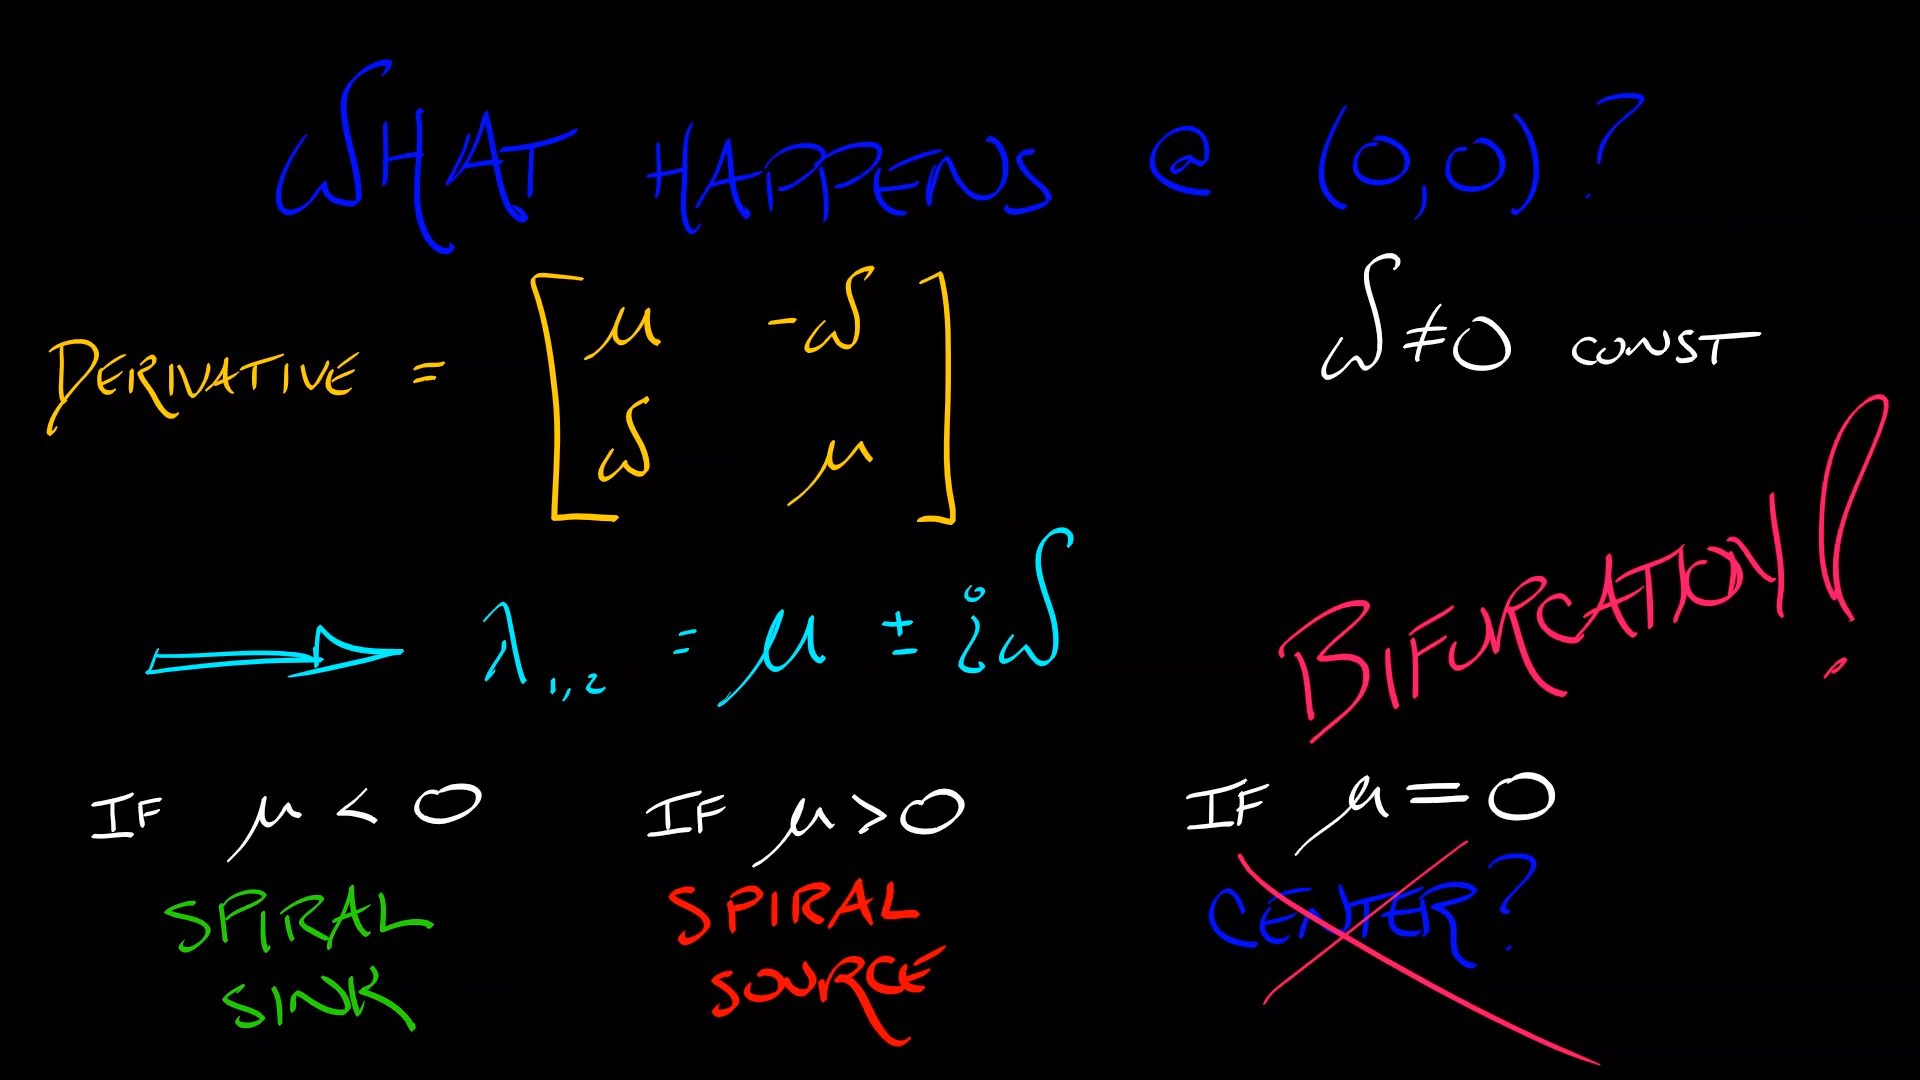 WHAT HAPPENS @ (0,0)?
DERIVATIVE = [ μ -ω
ω μ ]
ω ≠ 0 CONST
⇒ λ₁,₂ = μ ± iω
BIFURCATION!
IF μ < 0
SPIRAL
SINK
IF μ > 0
SPIRAL
SOURCE
IF μ = 0
CENTER?